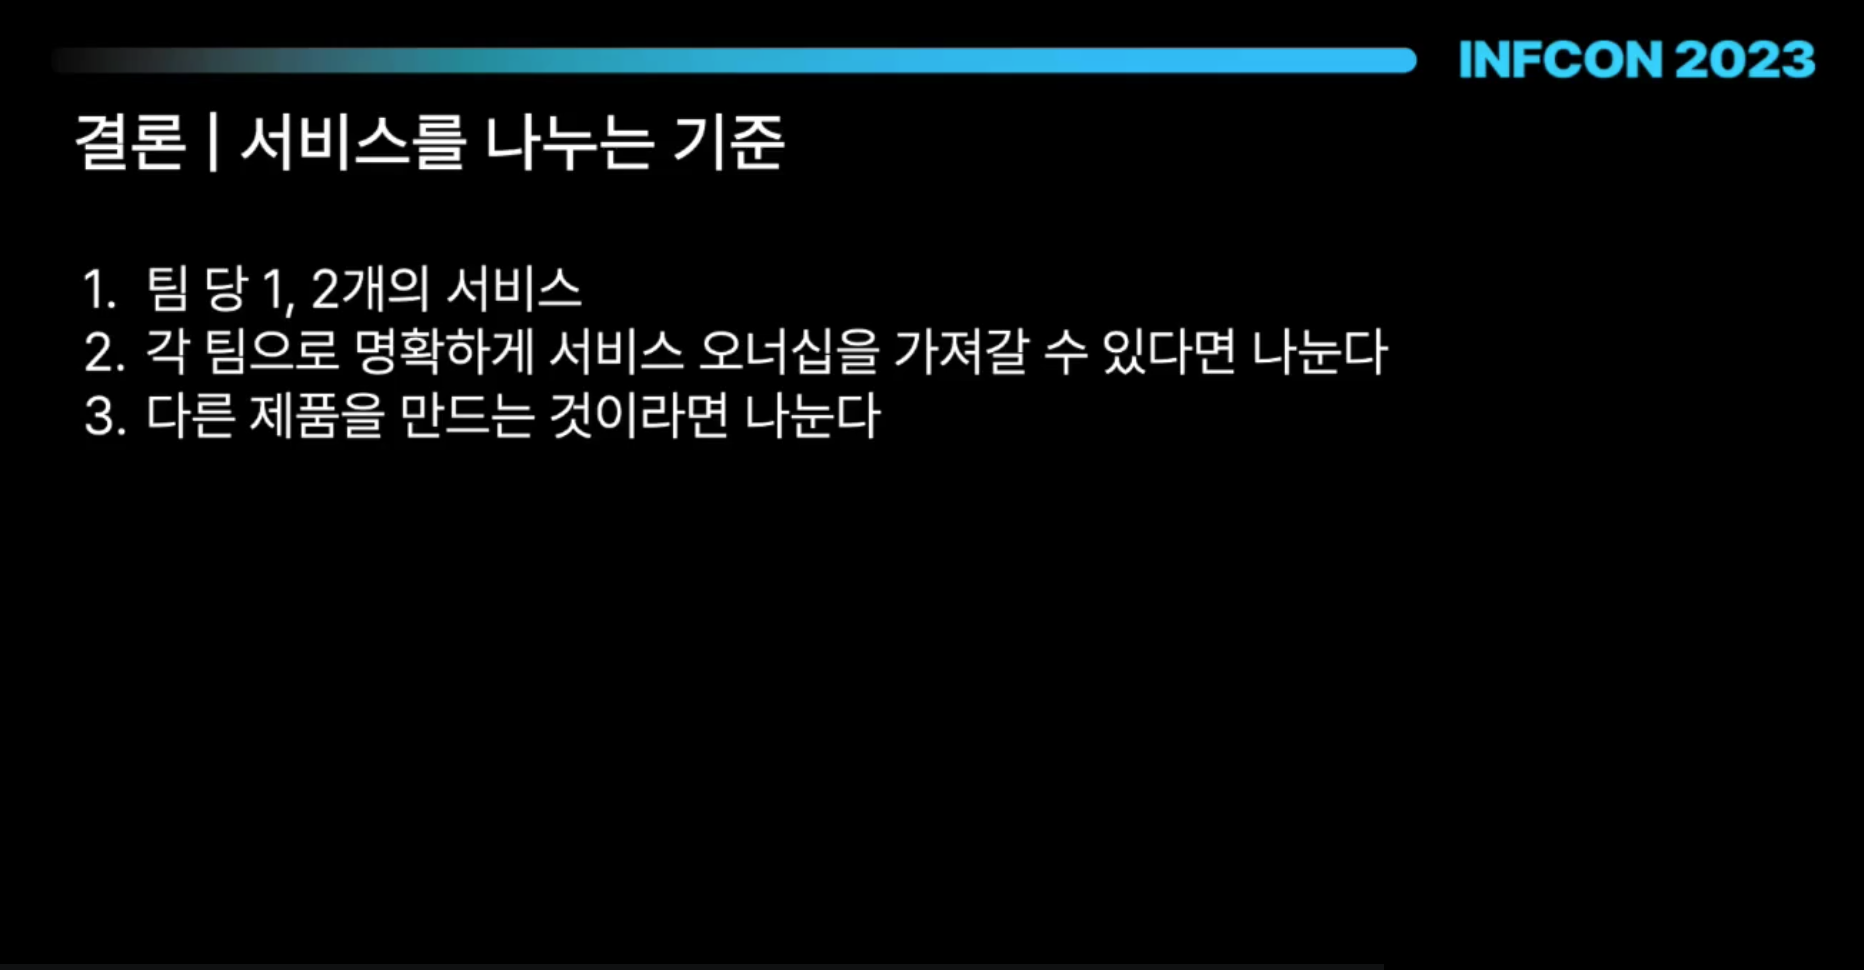 INFCON 2023
결론 | 서비스를 나누는 기준
1. 팀 당 1, 2개의 서비스
2. 각 팀으로 명확하게 서비스 오너십을 가져갈 수 있다면 나눈다
3. 다른 제품을 만드는 것이라면 나눈다